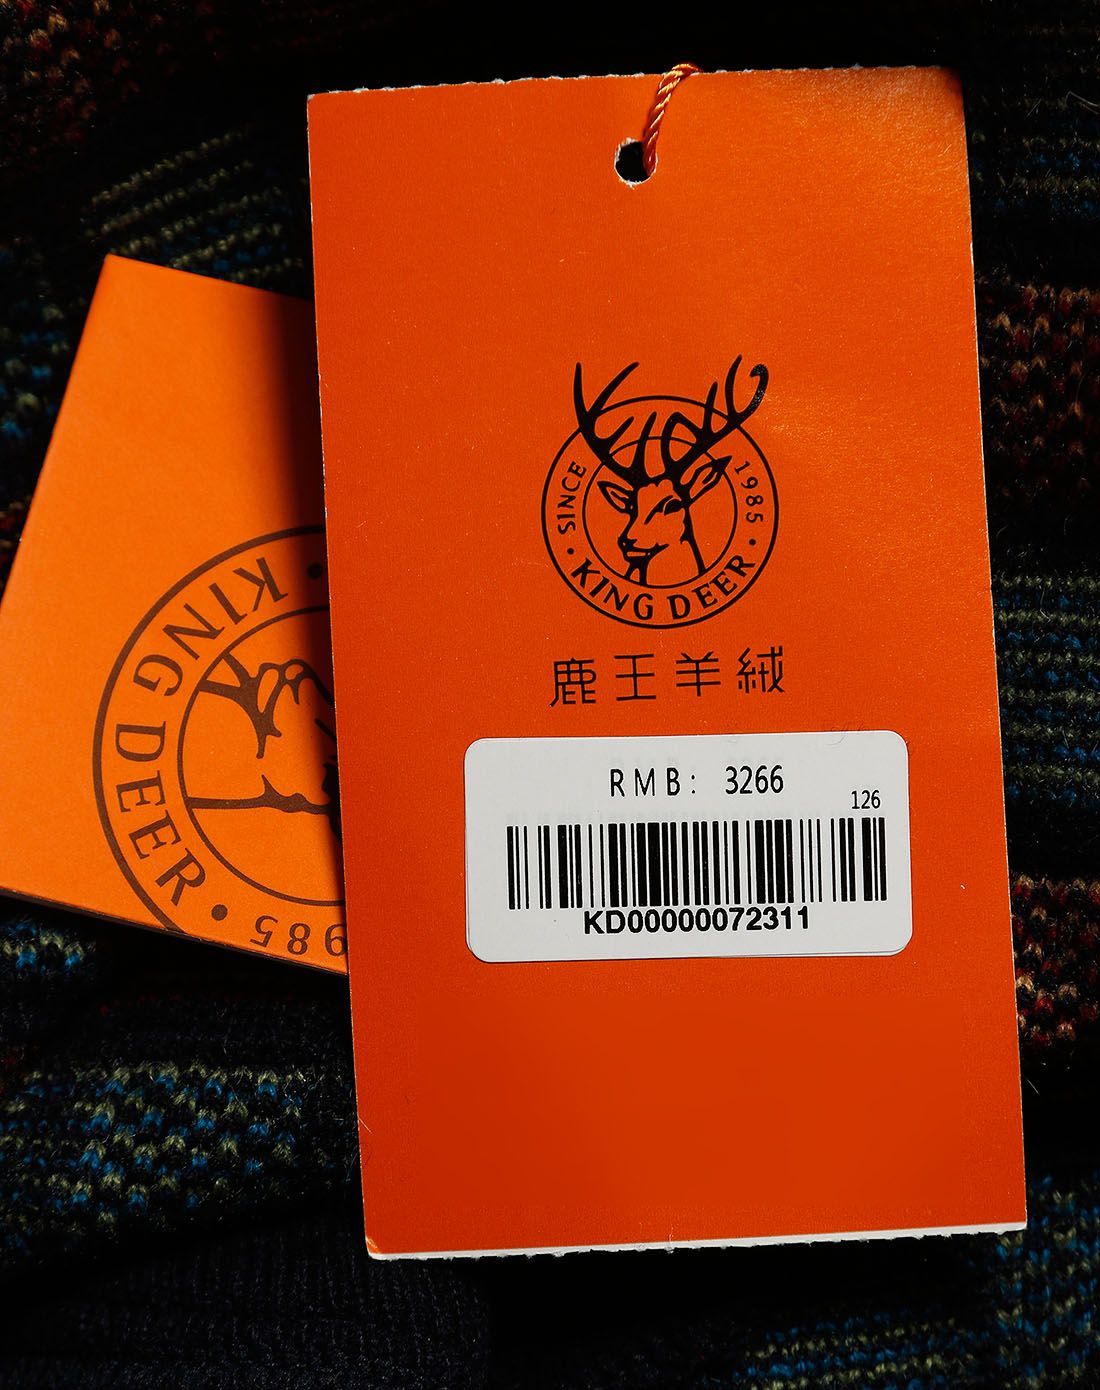 SINCE 1985
· KING DEER ·
鹿王羊絨
RMB: 3266
126
KD00000072311
· KING DEER ·
985